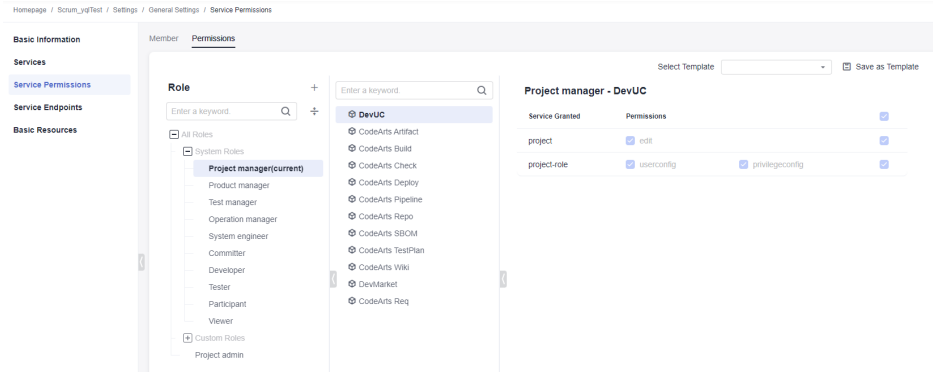 Homepage / Scrum_yqlTest / Settings / General Settings / Service Permissions
Basic Information
Services
Service Permissions
Service Endpoints
Basic Resources
Member Permissions
Select Template
Save as Template
Role
Enter a keyword.
All Roles
System Roles
Project manager(current)
Product manager
Test manager
Operation manager
System engineer
Committer
Developer
Tester
Participant
Viewer
Custom Roles
Project admin
Enter a keyword.
DevUC
CodeArts Artifact
CodeArts Build
CodeArts Check
CodeArts Deploy
CodeArts Pipeline
CodeArts Repo
CodeArts SBOM
CodeArts TestPlan
CodeArts Wiki
DevMarket
CodeArts Req
Project manager - DevUC
Service Granted Permissions
project edit
project-role userconfig privilegeconfig